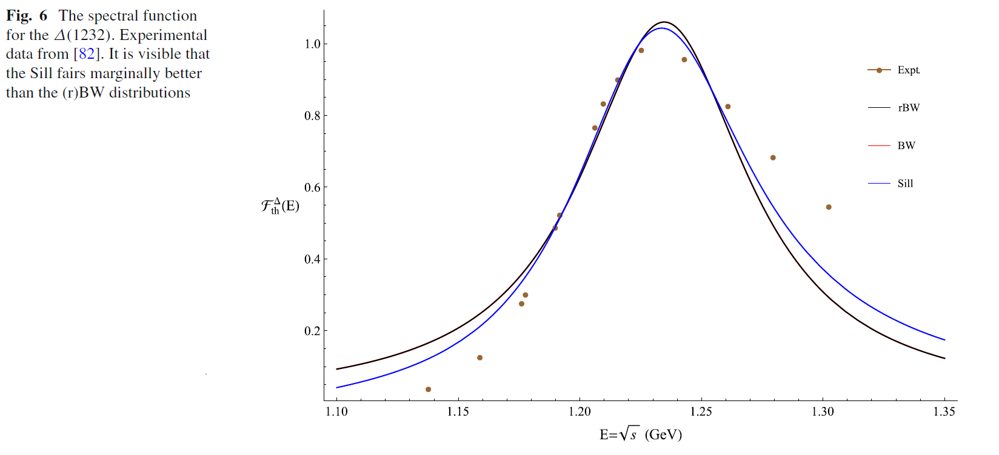 Fig. 6 The spectral function
for the Δ(1232). Experimental
data from [82]. It is visible that
the Sill fairs marginally better
than the (r)BW distributions
1.0
0.8
0.6
0.4
0.2
ℱ_th^Δ(E)
1.10 1.15 1.20 1.25 1.30 1.35
E=√s (GeV)
Expt.
rBW
BW
Sill